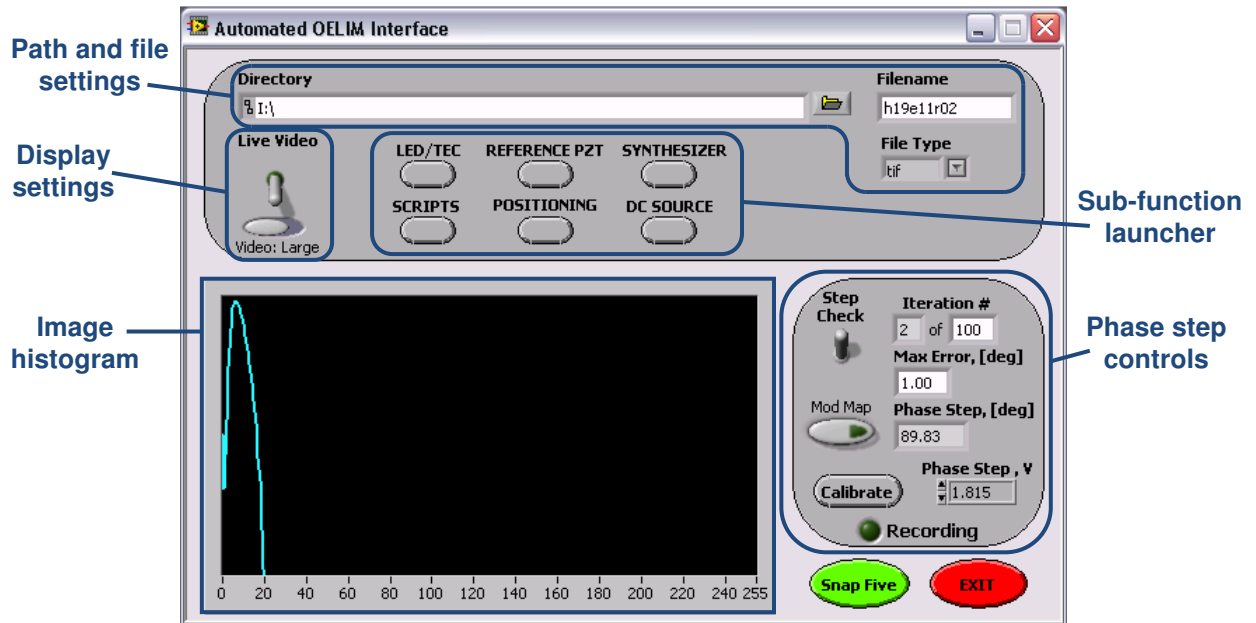 Automated OELIM Interface
Path and file
settings
Directory
I:\
Filename
h19e11r02
File Type
tif
Display
settings
Live Video
Video: Large
LED/TEC REFERENCE PZT SYNTHESIZER
SCRIPTS POSITIONING DC SOURCE
Sub-function
launcher
Image
histogram
0 20 40 60 80 100 120 140 160 180 200 220 240 255
Step
Check
Iteration #
2 of 100
Max Error, [deg]
1.00
Mod Map
Phase Step, [deg]
89.83
Phase Step , V
1.815
Calibrate
Recording
Phase step
controls
Snap Five
EXIT